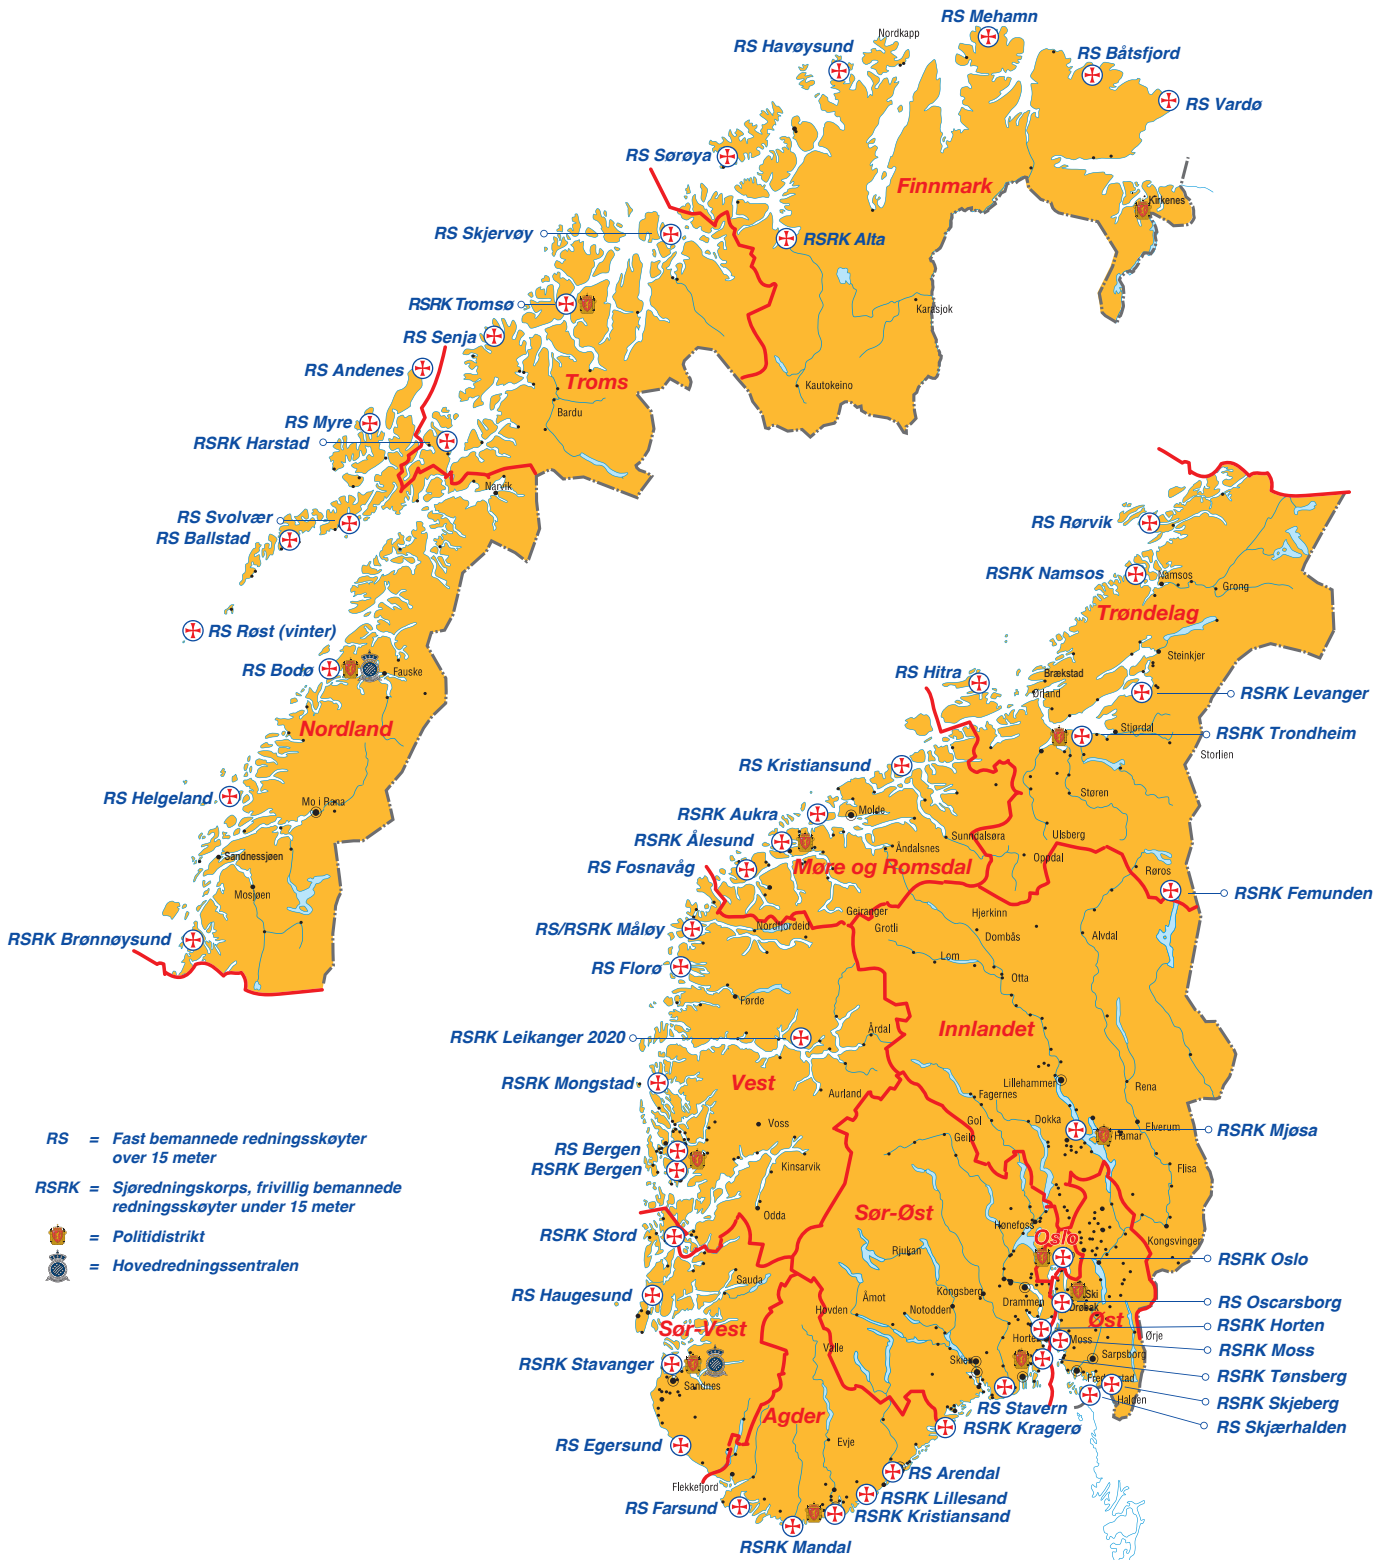 RS Mehamn
Nordkapp
RS Havøysund
RS Båtsfjord
RS Vardø
RS Sørøya
Finnmark
Kirkenes
RS Skjervøy
RSRK Alta
RSRK Tromsø
Karasjok
RS Senja
RS Andenes
Troms
Kautokeino
Bardu
RS Myre
RSRK Harstad
Narvik
RS Svolvær
RS Ballstad
RS Rørvik
RSRK Namsos
Namsos
Grong
Trøndelag
RS Røst (vinter)
Steinkjer
RS Bodø
Fauske
RS Hitra
Brækstad
Ørland
RSRK Levanger
Nordland
Stjørdal
RSRK Trondheim
Storlien
RS Kristiansund
RS Helgeland
Mo i Rana
Støren
RSRK Aukra
Molde
RSRK Ålesund
Sunndalsøra
Ulsberg
Åndalsnes
Oppdal
Sandnessjøen
RS Fosnavåg
Møre og Romsdal
Røros
Mosjøen
RSRK Femunden
Geiranger
Hjerkinn
RSRK Brønnøysund
RS/RSRK Måløy
Nordfjordeid
Grotli
Dombås
Alvdal
RS Florø
Lom
Otta
Førde
RSRK Leikanger 2020
Årdal
Innlandet
RSRK Mongstad
Vest
Aurland
Lillehammer
Fagernes
Rena
Voss
Gol
Dokka
Elverum
RSRK Mjøsa
Geilo
Hamar
RS = Fast bemannede redningsskøyter
over 15 meter
RS Bergen
RSRK Bergen
Kinsarvik
Flisa
RSRK = Sjøredningskorps, frivillig bemannede
redningsskøyter under 15 meter
Odda
Sør-Øst
Hønefoss
= Politidistrikt
RSRK Stord
Oslo
Kongsvinger
Rjukan
RSRK Oslo
= Hovedredningssentralen
Sauda
RS Haugesund
Åmot
Kongsberg
Drammen
Ski
Drøbak
RS Oscarsborg
Hovden
Notodden
Øst
RSRK Horten
Sør-Vest
Horten
Moss
Ørje
RSRK Moss
Valle
Sarpsborg
RSRK Stavanger
Skien
RSRK Tønsberg
Sandnes
Fredrikstad
Halden
RSRK Skjeberg
RS Stavern
RS Skjærhalden
Agder
RSRK Kragerø
RS Egersund
Evje
RS Arendal
Flekkefjord
RSRK Lillesand
RS Farsund
RSRK Kristiansand
RSRK Mandal